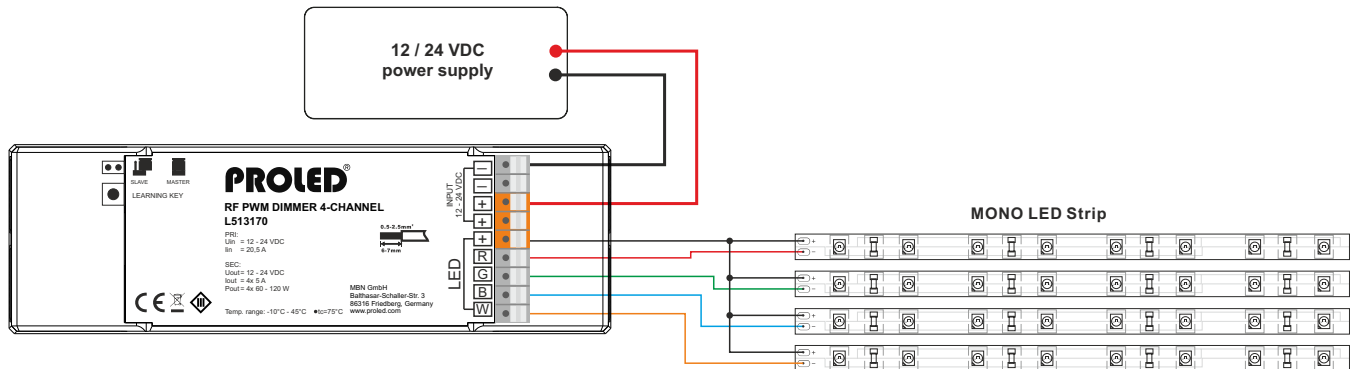 12 / 24 VDC
power supply
SLAVE
MASTER
LEARNING KEY
PROLED®
RF PWM DIMMER 4-CHANNEL
L513170
PRI:
Uin = 12 - 24 VDC
Iin = 20,5 A
SEC:
Uout= 12 - 24 VDC
Iout = 4x 5 A
Pout = 4x 60 - 120 W
Temp. range: -10°C - 45°C ●tc=75°C
0.5-2.5mm²
6-7mm
MBN GmbH
Balthasar-Schaller-Str. 3
86316 Friedberg, Germany
www.proled.com
CE
III
INPUT
12 - 24 VDC
−
−
+
+
LED
+
R
G
B
W
MONO LED Strip
+
−
+
−
+
−
+
−